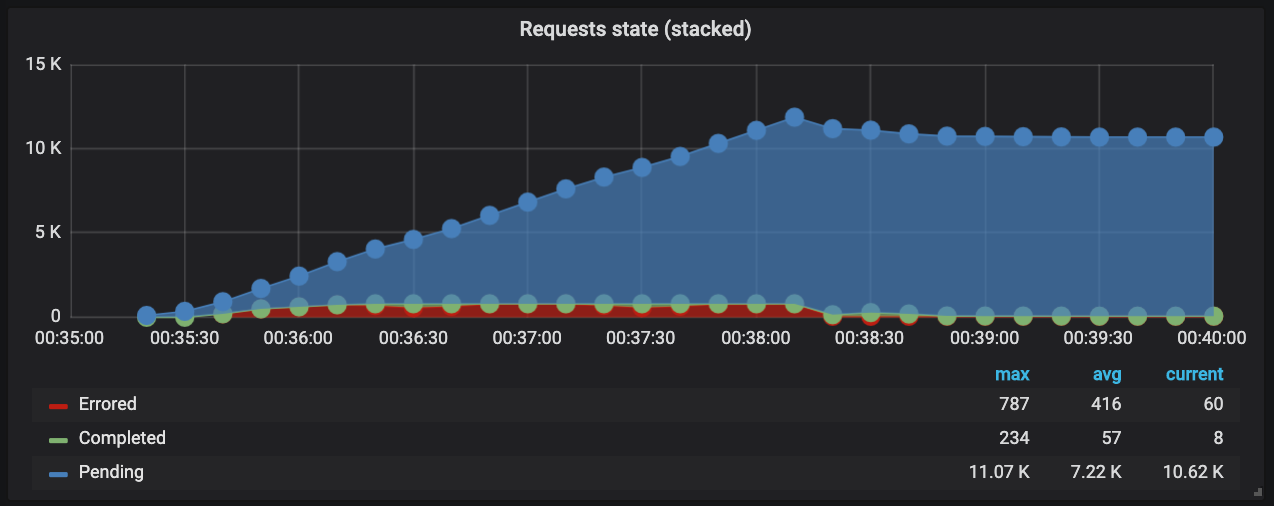 Requests state (stacked)
15 K
10 K
5 K
0
00:35:00 00:35:30 00:36:00 00:36:30 00:37:00 00:37:30 00:38:00 00:38:30 00:39:00 00:39:30 00:40:00
max avg current
Errored 787 416 60
Completed 234 57 8
Pending 11.07 K 7.22 K 10.62 K